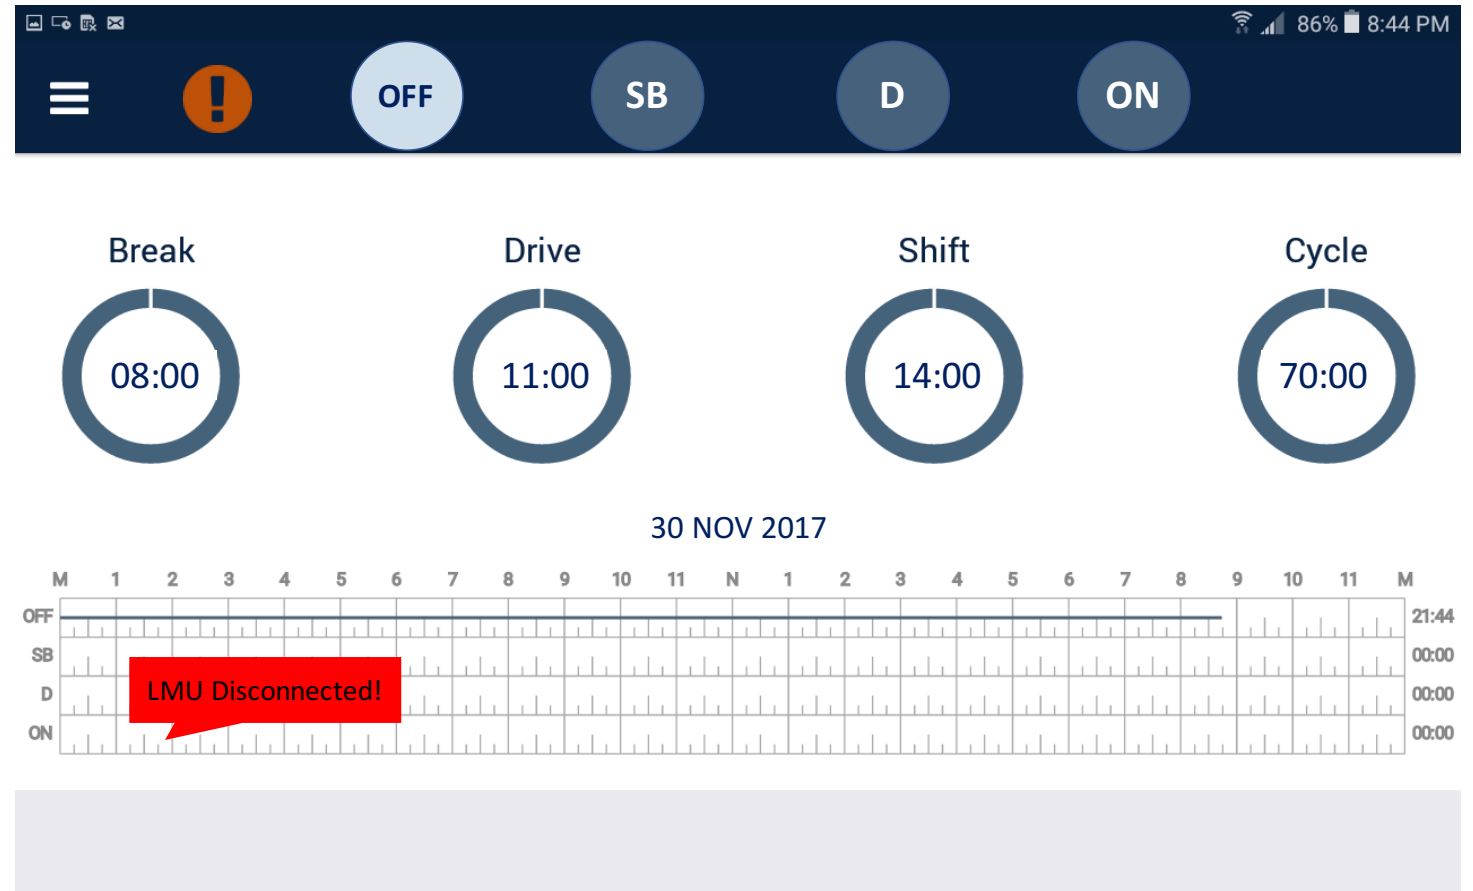 86% 8:44 PM
! OFF SB D ON
Break Drive Shift Cycle
08:00 11:00 14:00 70:00
30 NOV 2017
M 1 2 3 4 5 6 7 8 9 10 11 N 1 2 3 4 5 6 7 8 9 10 11 M
OFF 21:44
SB 00:00
LMU Disconnected!
D 00:00
ON 00:00